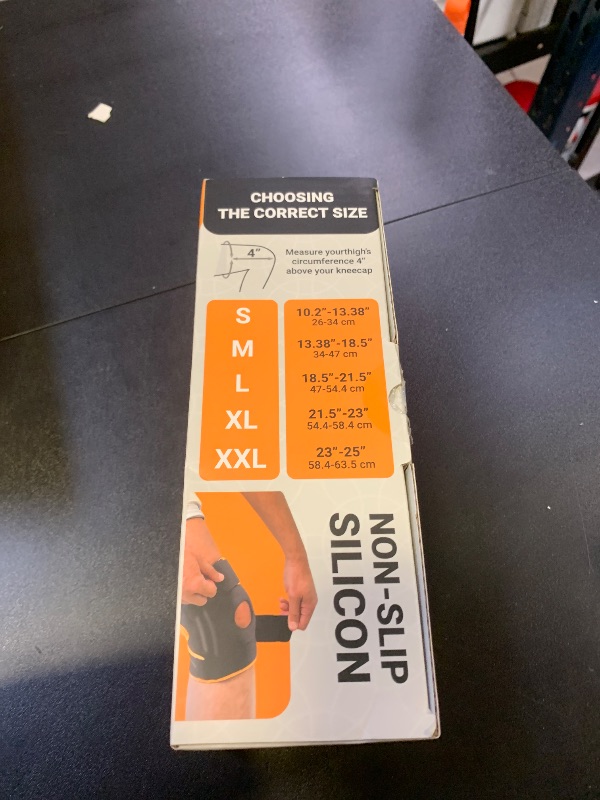 CHOOSING
THE CORRECT SIZE
4"
Measure yourthigh's
circumference 4"
above your kneecap
S
10.2"-13.38"
26-34 cm
M
13.38"-18.5"
34-47 cm
L
18.5"-21.5"
47-54.4 cm
XL
21.5"-23"
54.4-58.4 cm
XXL
23"-25"
58.4-63.5 cm
NON-SLIP
SILICON